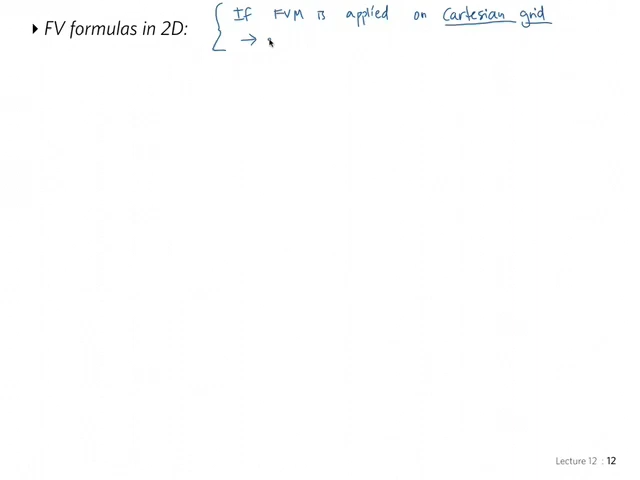 ‣ FV formulas in 2D:
If FVM is applied on Cartesian grid
→
Lecture 12 : 12